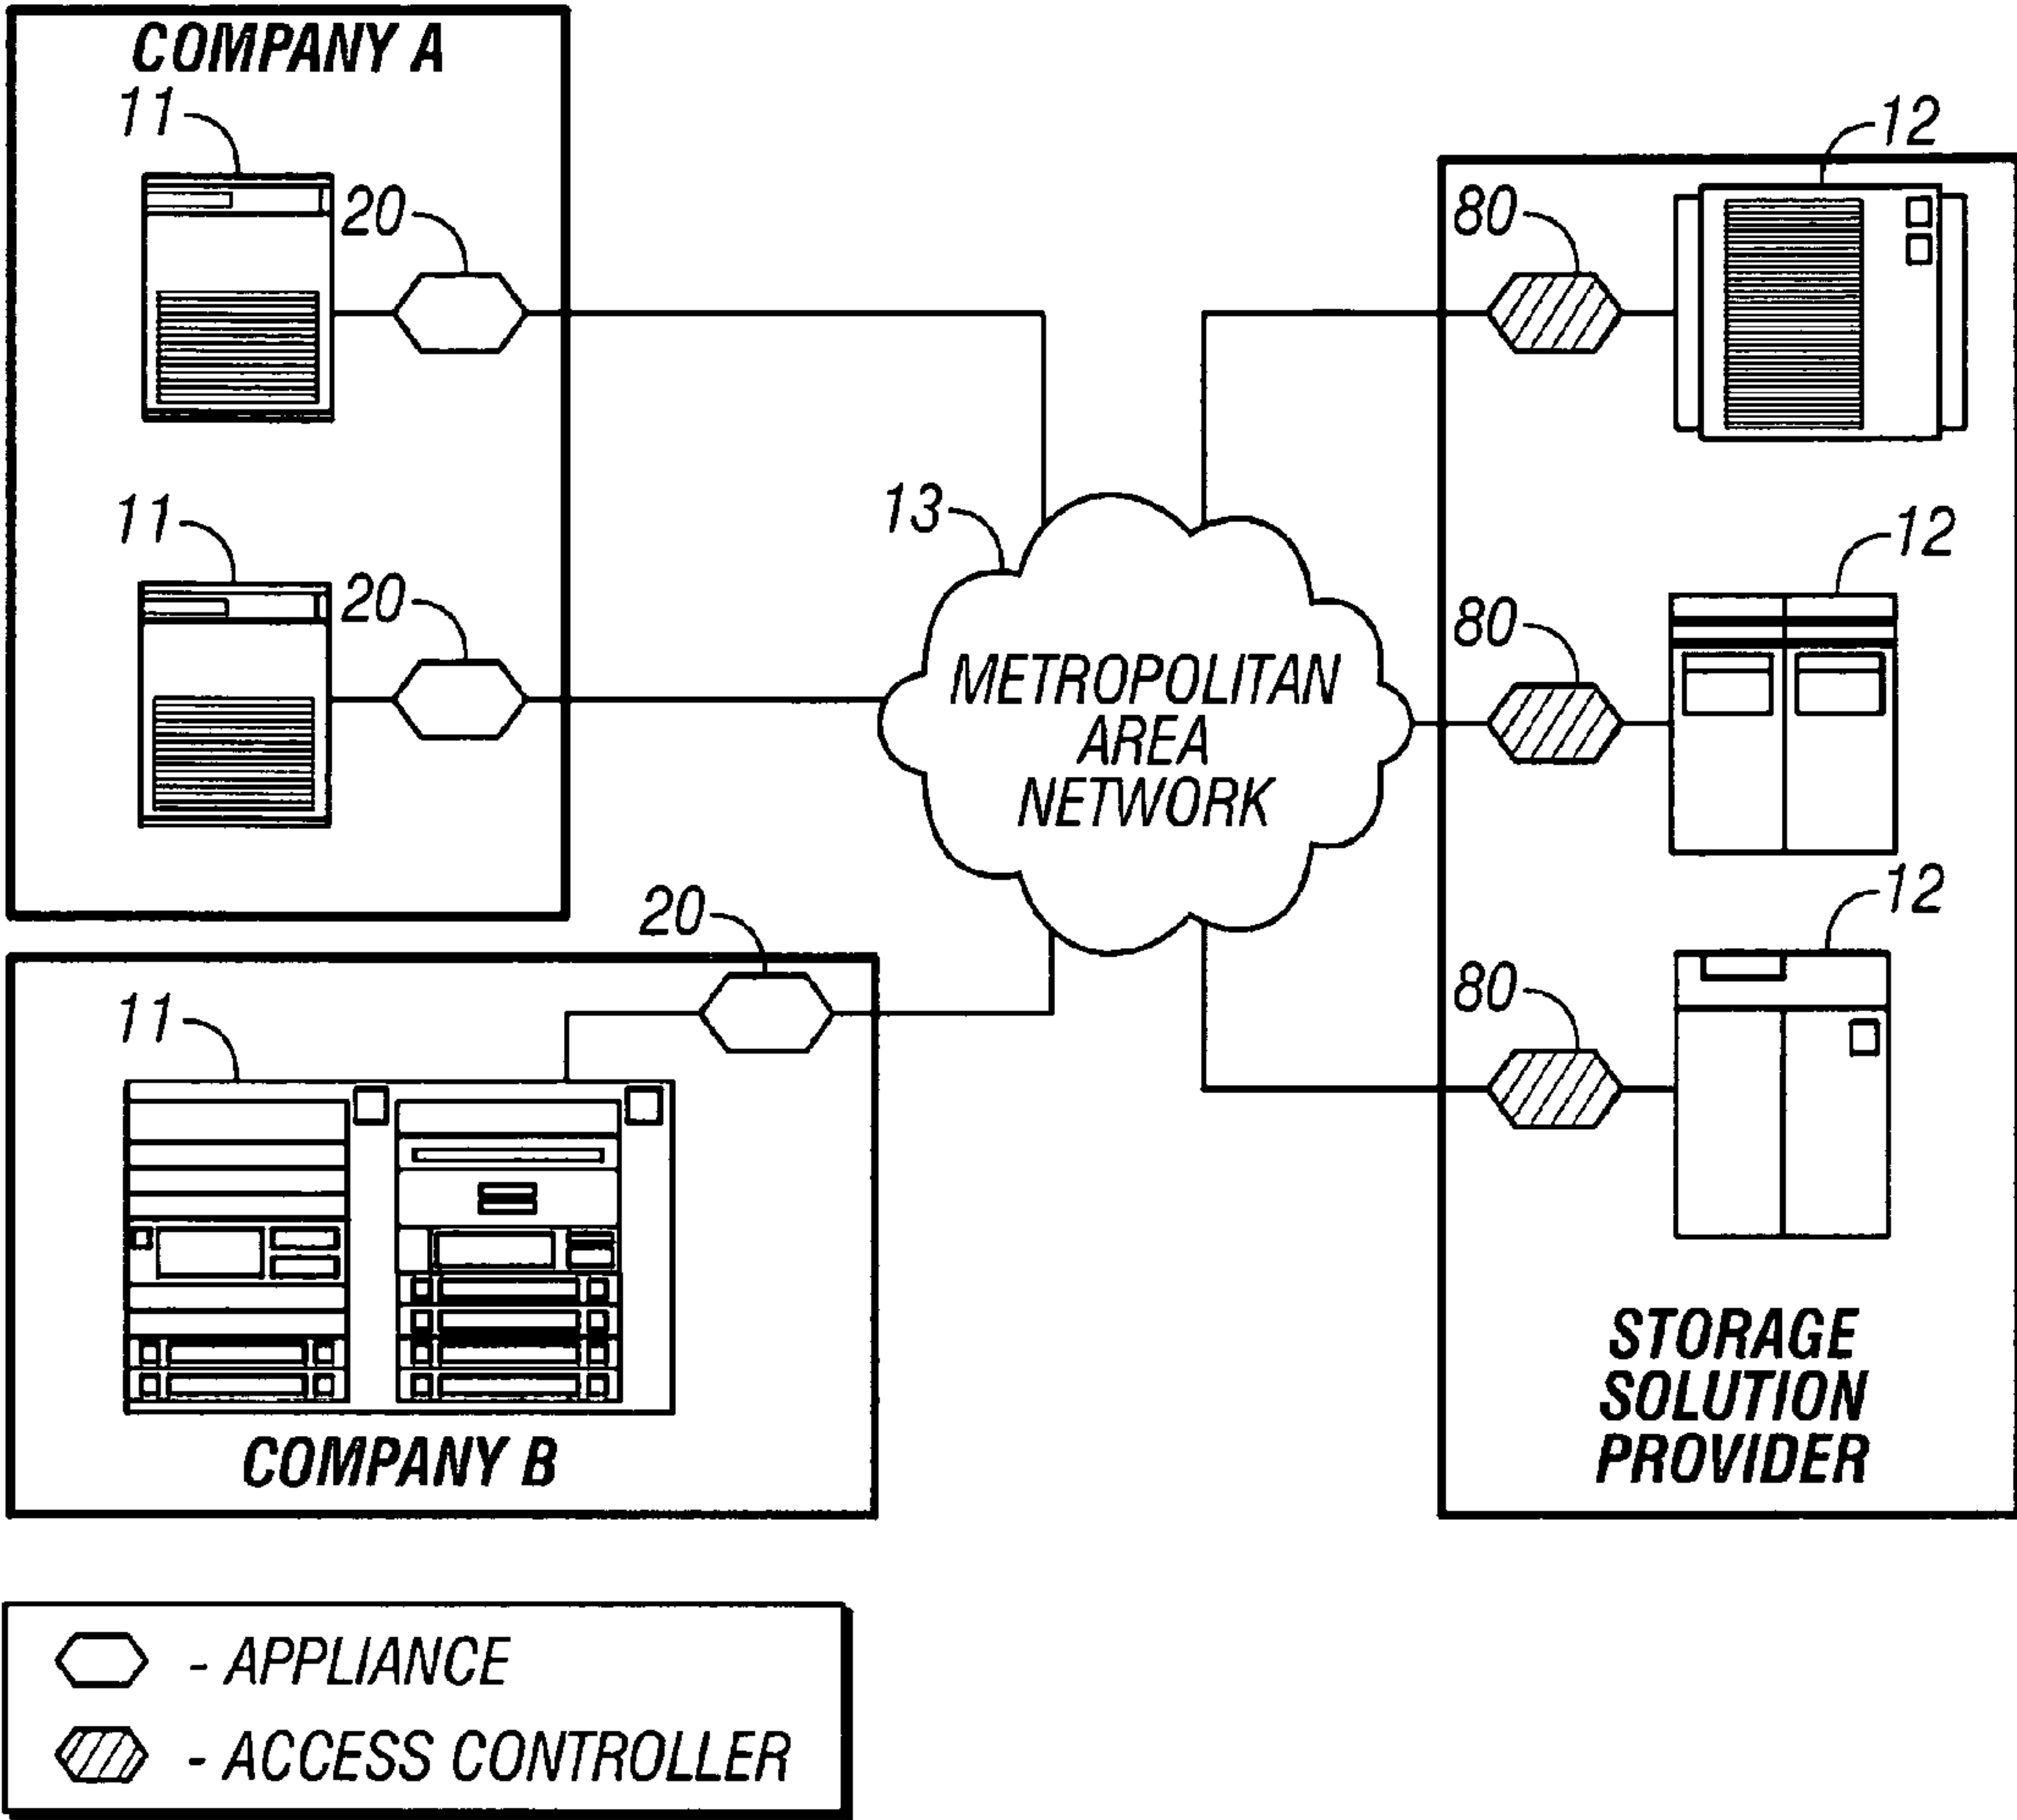 COMPANY A
11
20
11
20
13
METROPOLITAN
AREA
NETWORK
12
80
12
80
12
80
20
11
COMPANY B
STORAGE
SOLUTION
PROVIDER
- APPLIANCE
- ACCESS CONTROLLER